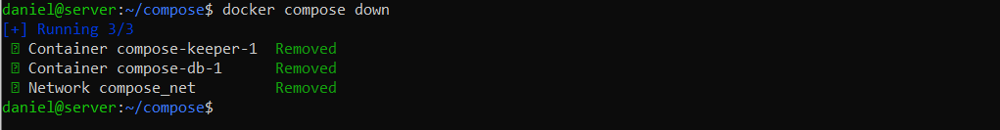 daniel@server:~/compose$ docker compose down
[+] Running 3/3
Container compose-keeper-1 Removed
Container compose-db-1 Removed
Network compose_net Removed
daniel@server:~/compose$